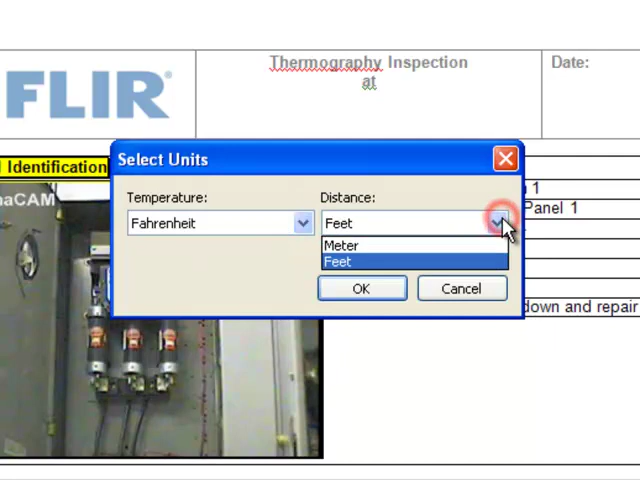 Thermography Inspection
at
Date:
FLIR®
Identification
Select Units
Temperature:
Distance:
Fahrenheit
Feet
Meter
Feet
OK
Cancel
aCAM
1
Panel 1
down and repair